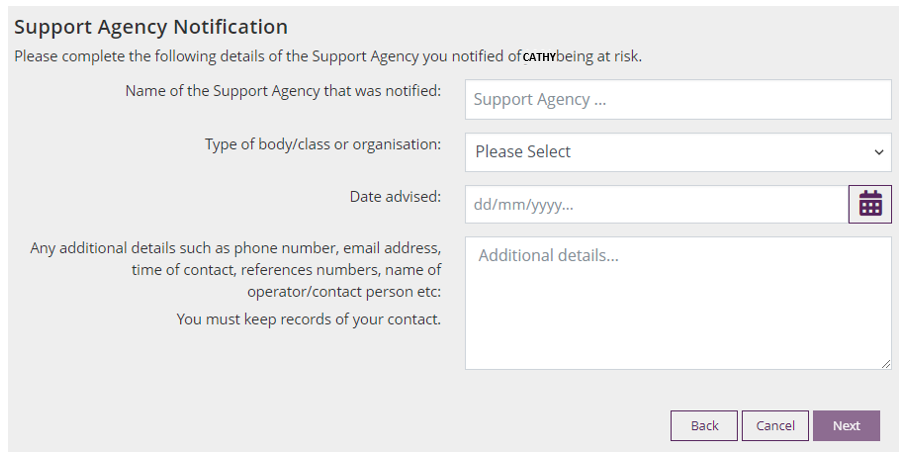 Support Agency Notification
Please complete the following details of the Support Agency you notified of CATHY being at risk.
Name of the Support Agency that was notified:
Support Agency ...
Type of body/class or organisation:
Please Select
Date advised:
dd/mm/yyyy...
Any additional details such as phone number, email address,
time of contact, references numbers, name of
operator/contact person etc:
You must keep records of your contact.
Additional details...
Back
Cancel
Next